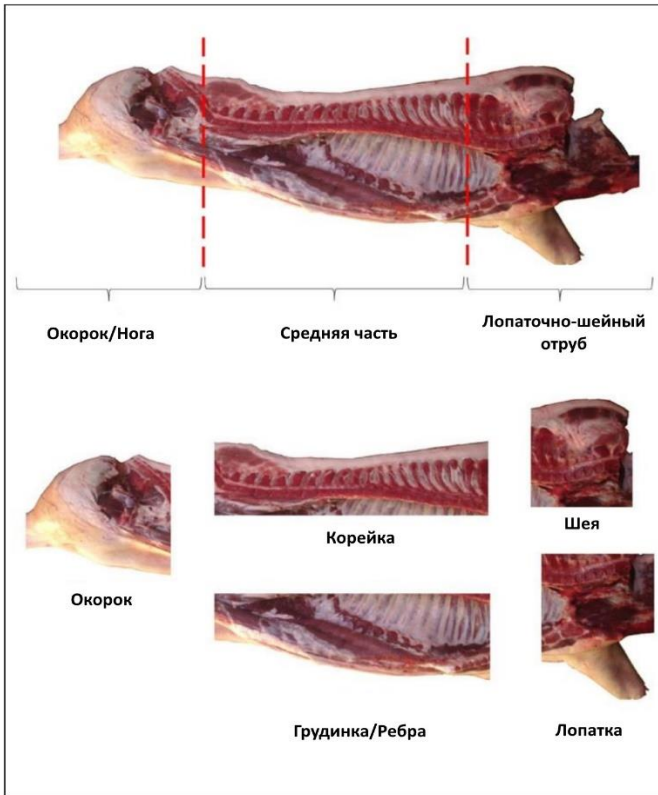 Окорок/Нога
Средняя часть
Лопаточно-шейный
отруб
Корейка
Шея
Окорок
Грудинка/Ребра
Лопатка